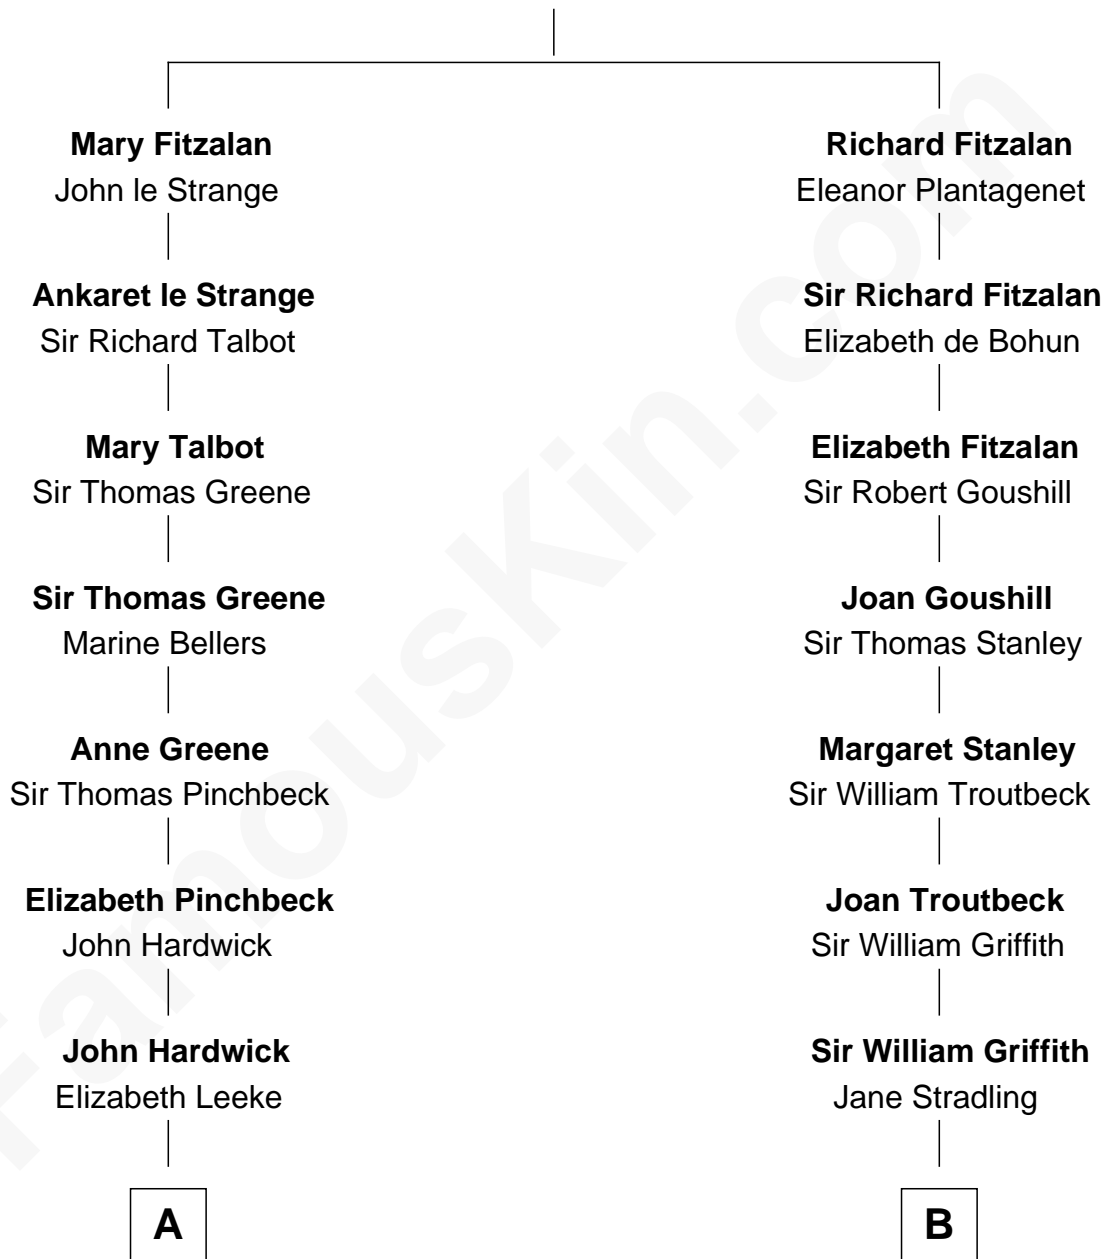 Mary Fitzalan
John le Strange
Richard Fitzalan
Eleanor Plantagenet
Ankaret le Strange
Sir Richard Talbot
Sir Richard Fitzalan
Elizabeth de Bohun
Mary Talbot
Sir Thomas Greene
Elizabeth Fitzalan
Sir Robert Goushill
Sir Thomas Greene
Marine Bellers
Joan Goushill
Sir Thomas Stanley
Anne Greene
Sir Thomas Pinchbeck
Margaret Stanley
Sir William Troutbeck
Elizabeth Pinchbeck
John Hardwick
Joan Troutbeck
Sir William Griffith
John Hardwick
Elizabeth Leeke
Sir William Griffith
Jane Stradling
A
B
FamousKin.com